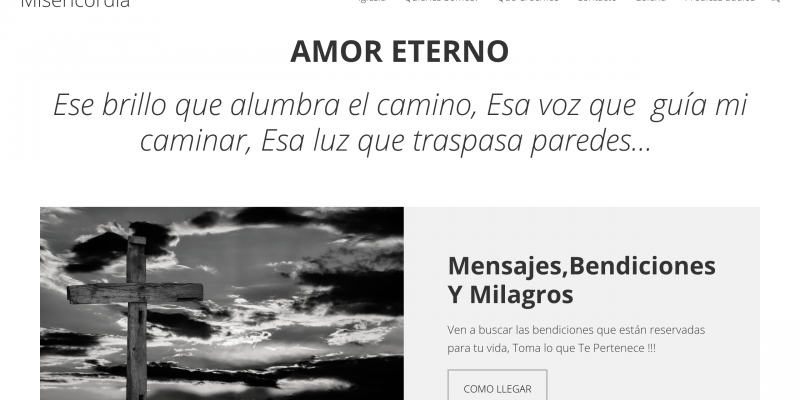 Misericordia
AMOR ETERNO
Ese brillo que alumbra el camino, Esa voz que  guía mi
caminar, Esa luz que traspasa paredes...
Mensajes,Bendiciones
Y Milagros
Ven a buscar las bendiciones que están reservadas
para tu vida, Toma lo que Te Pertenece !!!
COMO LLEGAR